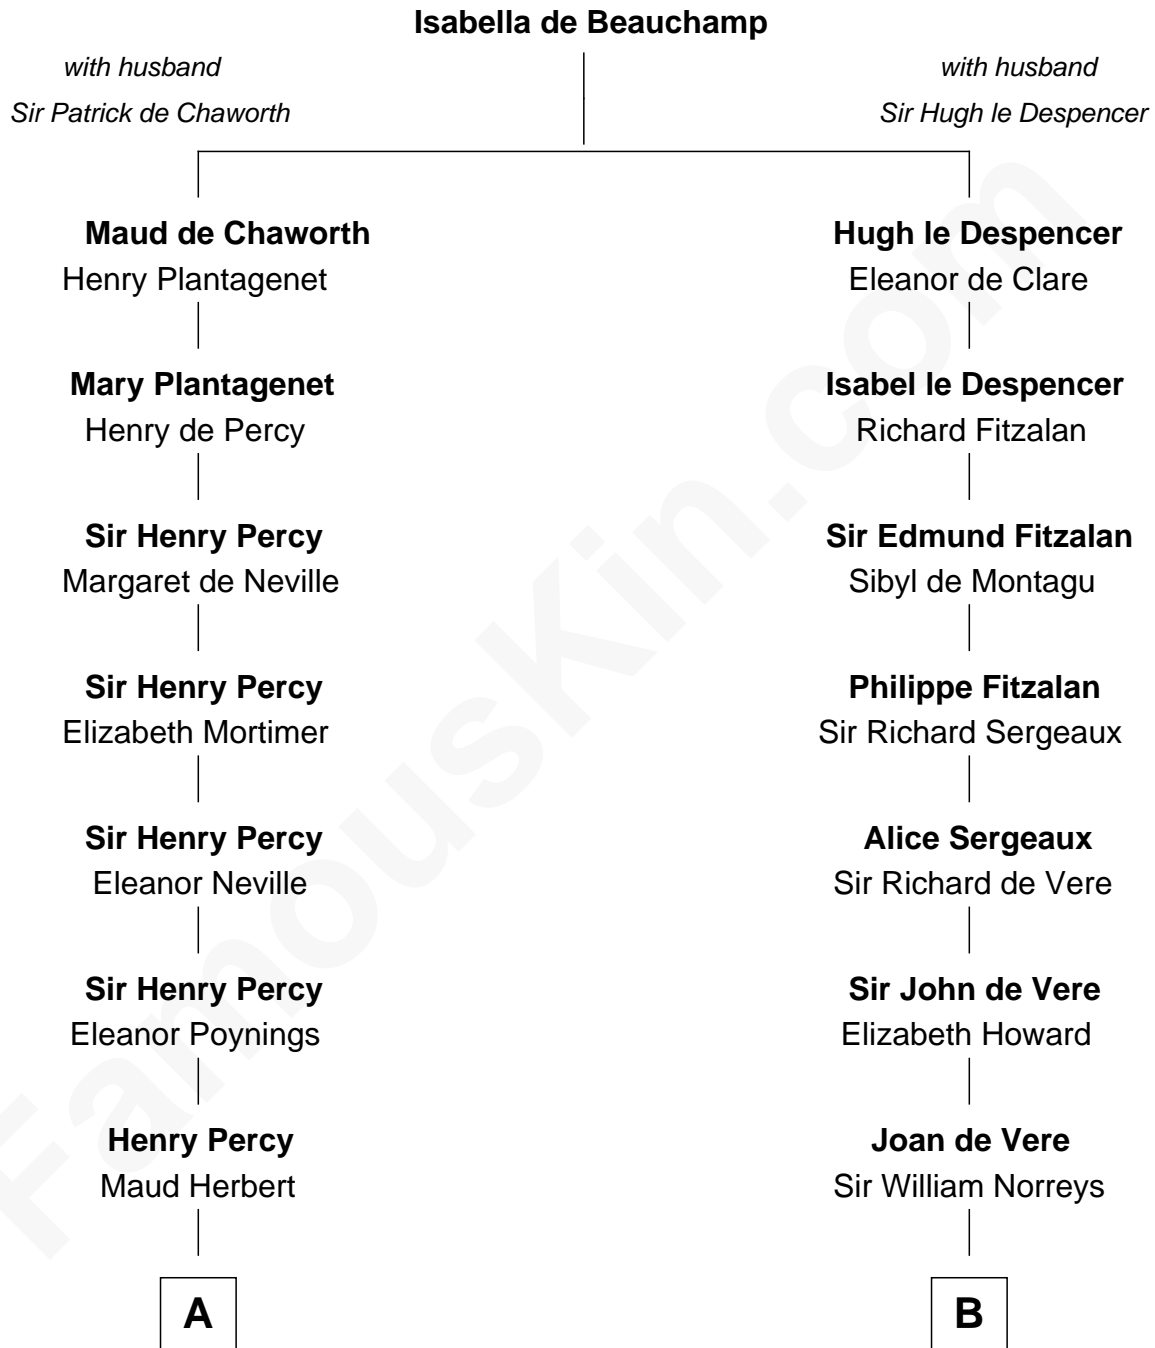 Isabella de Beauchamp
with husband
Sir Patrick de Chaworth
with husband
Sir Hugh le Despencer
Maud de Chaworth
Henry Plantagenet
Hugh le Despencer
Eleanor de Clare
Mary Plantagenet
Henry de Percy
Isabel le Despencer
Richard Fitzalan
Sir Henry Percy
Margaret de Neville
Sir Edmund Fitzalan
Sibyl de Montagu
Sir Henry Percy
Elizabeth Mortimer
Philippe Fitzalan
Sir Richard Sergeaux
Sir Henry Percy
Eleanor Neville
Alice Sergeaux
Sir Richard de Vere
Sir Henry Percy
Eleanor Poynings
Sir John de Vere
Elizabeth Howard
Henry Percy
Maud Herbert
Joan de Vere
Sir William Norreys
A
B
FamousKin.com